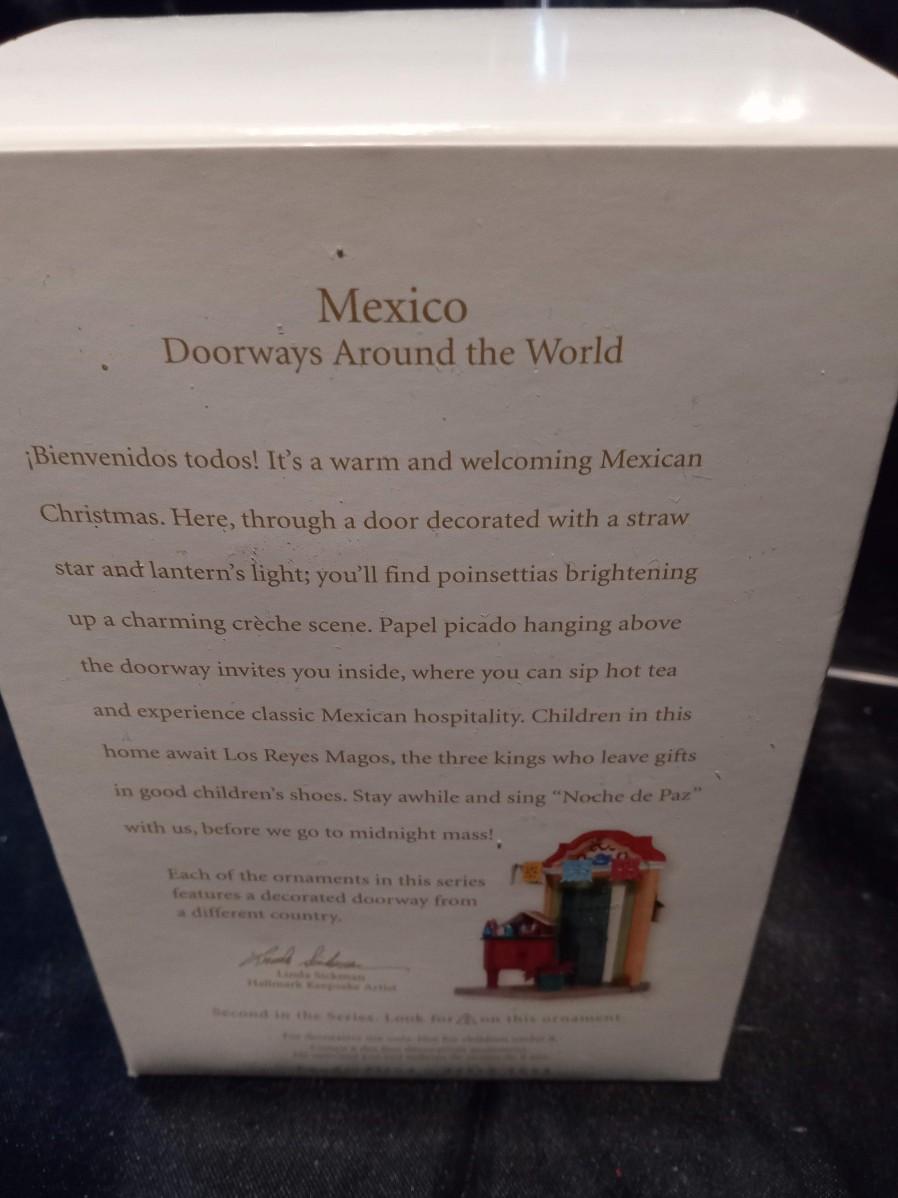 Mexico
Doorways Around the World
¡Bienvenidos todos! It's a warm and welcoming Mexican
Christmas. Here, through a door decorated with a straw
star and lantern's light; you'll find poinsettias brightening
up a charming crèche scene. Papel picado hanging above
the doorway invites you inside, where you can sip hot tea
and experience classic Mexican hospitality. Children in this
home await Los Reyes Magos, the three kings who leave gifts
in good children's shoes. Stay awhile and sing “Noche de Paz”
with us, before we go to midnight mass!
Each of the ornaments in this series
features a decorated doorway from
a different country.
Linda Sickman
Hallmark Keepsake Artist
Second in the Series. Look for on this ornament.